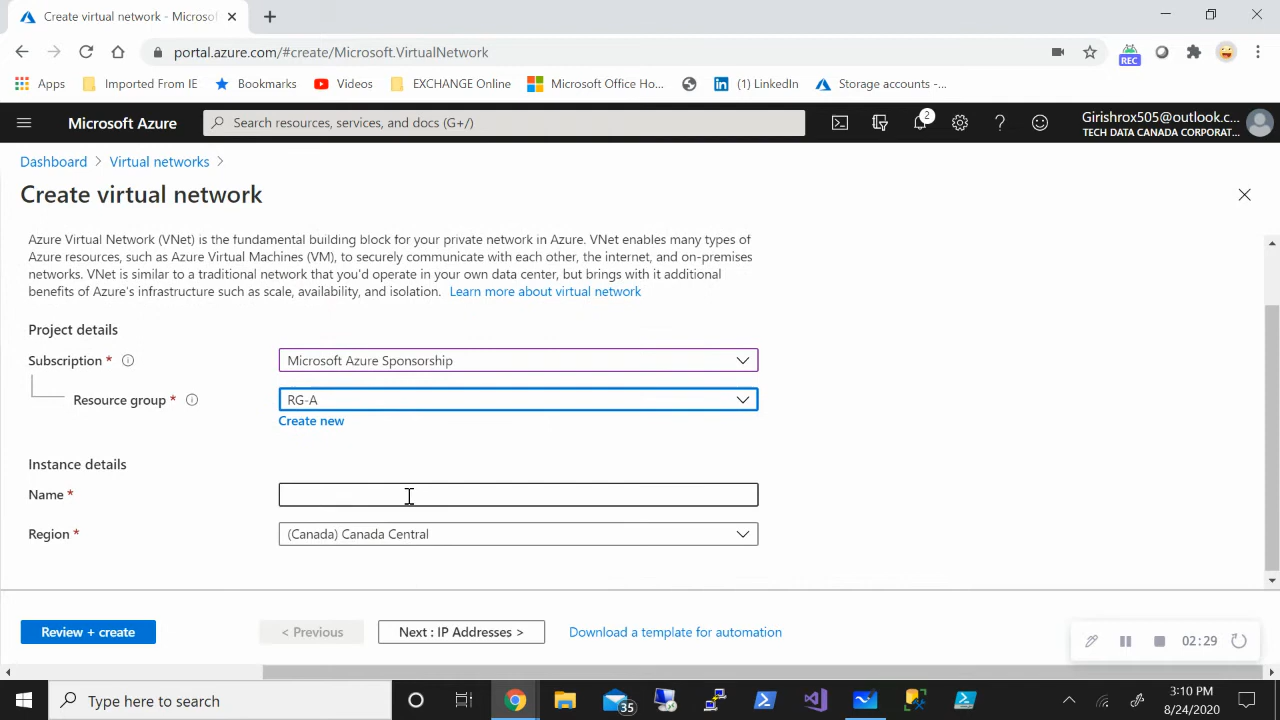 Create virtual network - Microsof
portal.azure.com/#create/Microsoft.VirtualNetwork
REC
Apps
Imported From IE
Bookmarks
Videos
EXCHANGE Online
Microsoft Office Ho...
(1) LinkedIn
Storage accounts -...
Microsoft Azure
Search resources, services, and docs (G+/)
2
Girishrox505@outlook.c...
TECH DATA CANADA CORPORAT...
Dashboard > Virtual networks >
Create virtual network
Azure Virtual Network (VNet) is the fundamental building block for your private network in Azure. VNet enables many types of
Azure resources, such as Azure Virtual Machines (VM), to securely communicate with each other, the internet, and on-premises
networks. VNet is similar to a traditional network that you'd operate in your own data center, but brings with it additional
benefits of Azure's infrastructure such as scale, availability, and isolation. Learn more about virtual network
Project details
Subscription *
Microsoft Azure Sponsorship
Resource group *
RG-A
Create new
Instance details
Name *
Region *
(Canada) Canada Central
Review + create
< Previous
Next : IP Addresses >
Download a template for automation
02:29
Type here to search
35
3:10 PM
8/24/2020